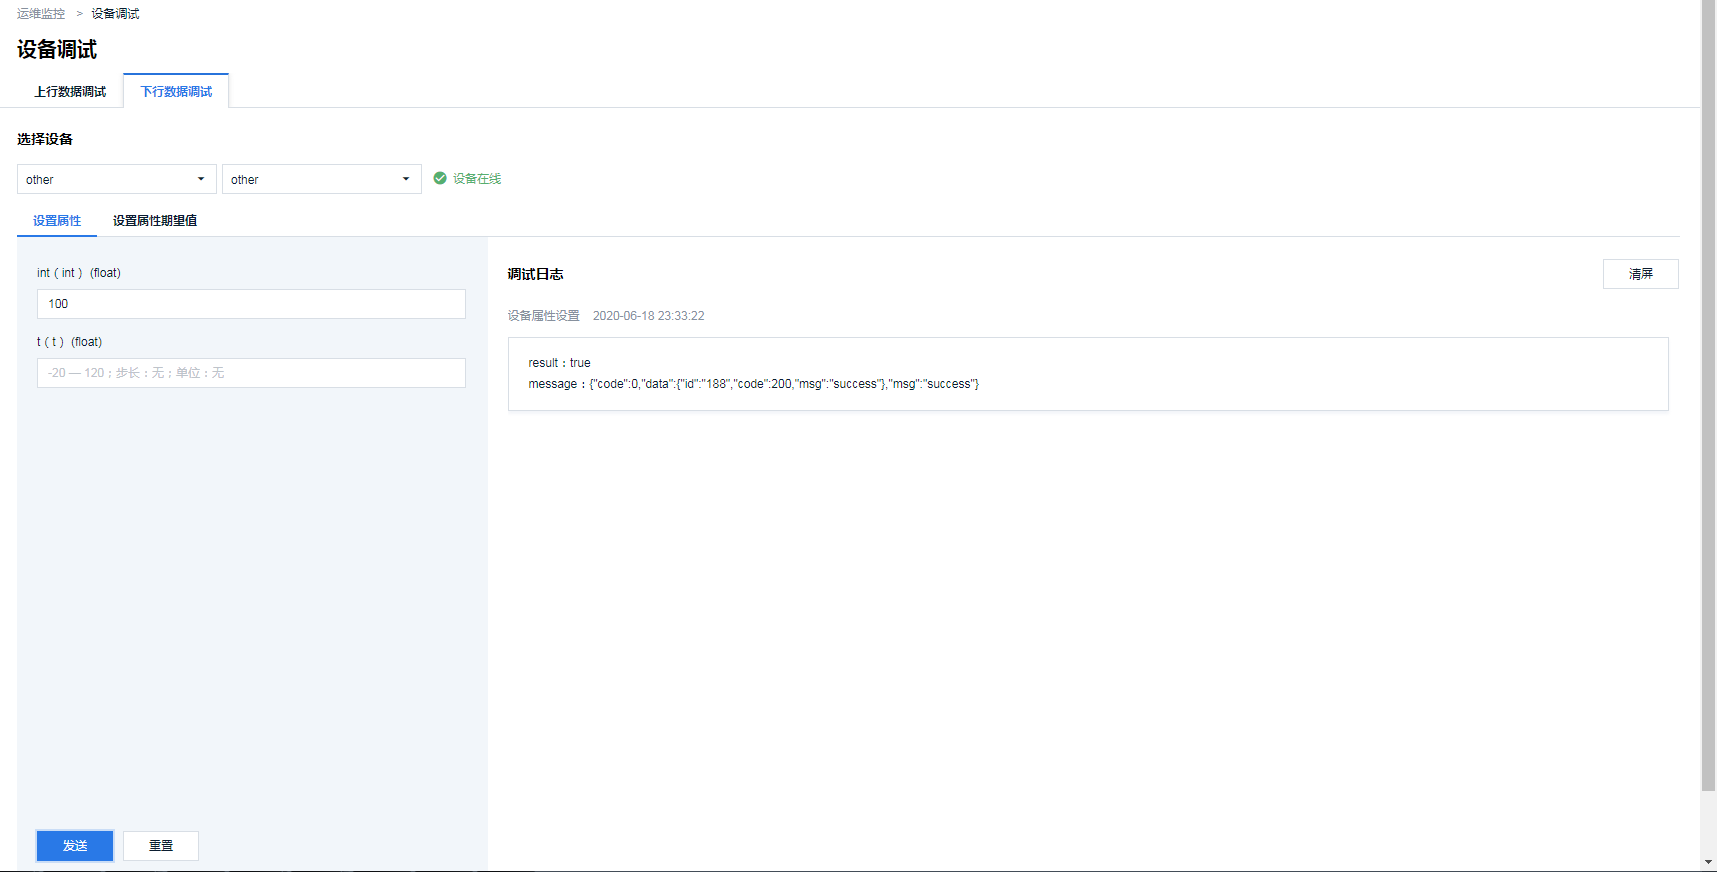 运维监控 > 设备调试
设备调试
上行数据调试 下行数据调试
选择设备
other other 设备在线
设置属性 设置属性期望值
int ( int ) (float)
100
t ( t ) (float)
-20 — 120；步长：无；单位：无
发送 重置
调试日志 清屏
设备属性设置 2020-06-18 23:33:22
result：true
message：{"code":0,"data":{"id":"188","code":200,"msg":"success"},"msg":"success"}